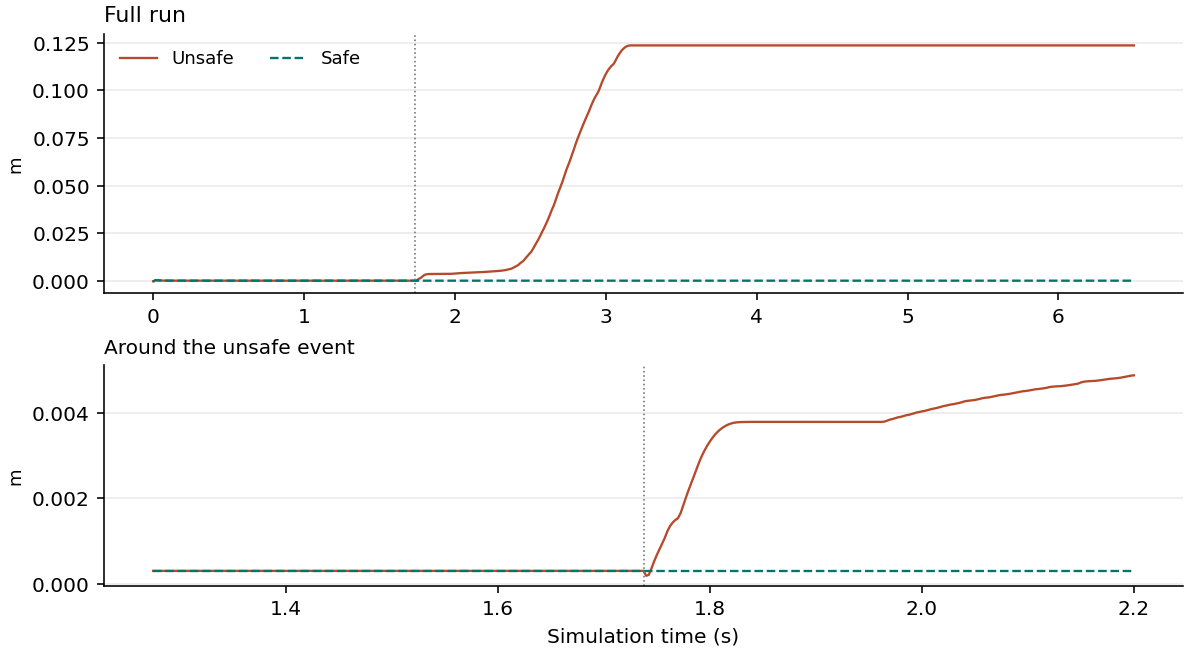 Full run
0.125
0.100
0.075
0.050
0.025
0.000
m
Unsafe Safe
0 1 2 3 4 5 6
Around the unsafe event
0.004
0.002
0.000
m
1.4 1.6 1.8 2.0 2.2
Simulation time (s)